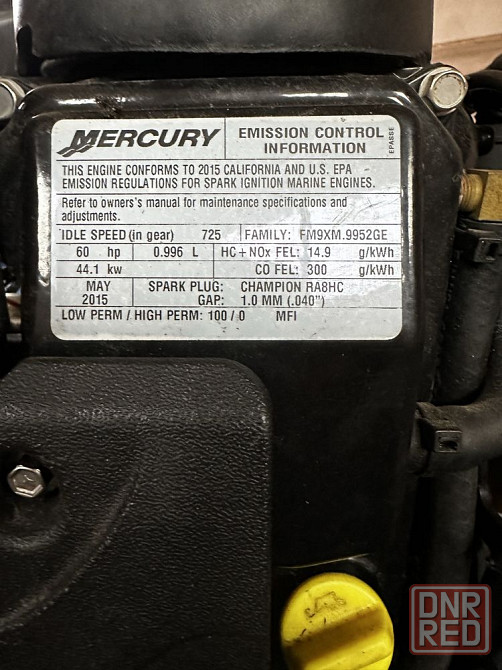 MERCURY
EMISSION CONTROL
INFORMATION
EPASSE
THIS ENGINE CONFORMS TO 2015 CALIFORNIA AND U.S. EPA
EMISSION REGULATIONS FOR SPARK IGNITION MARINE ENGINES.
Refer to owners's manual for maintenance specifications and
adjustments.
IDLE SPEED (in gear) 725 FAMILY: FM9XM.9952GE
60 hp 0.996 L HC+NOx FEL: 14.9 g/kWh
44.1 kw CO FEL: 300 g/kWh
MAY SPARK PLUG: CHAMPION RA8HC
2015 GAP: 1.0 MM (.040")
LOW PERM / HIGH PERM: 100 / 0 MFI
DNR
RED